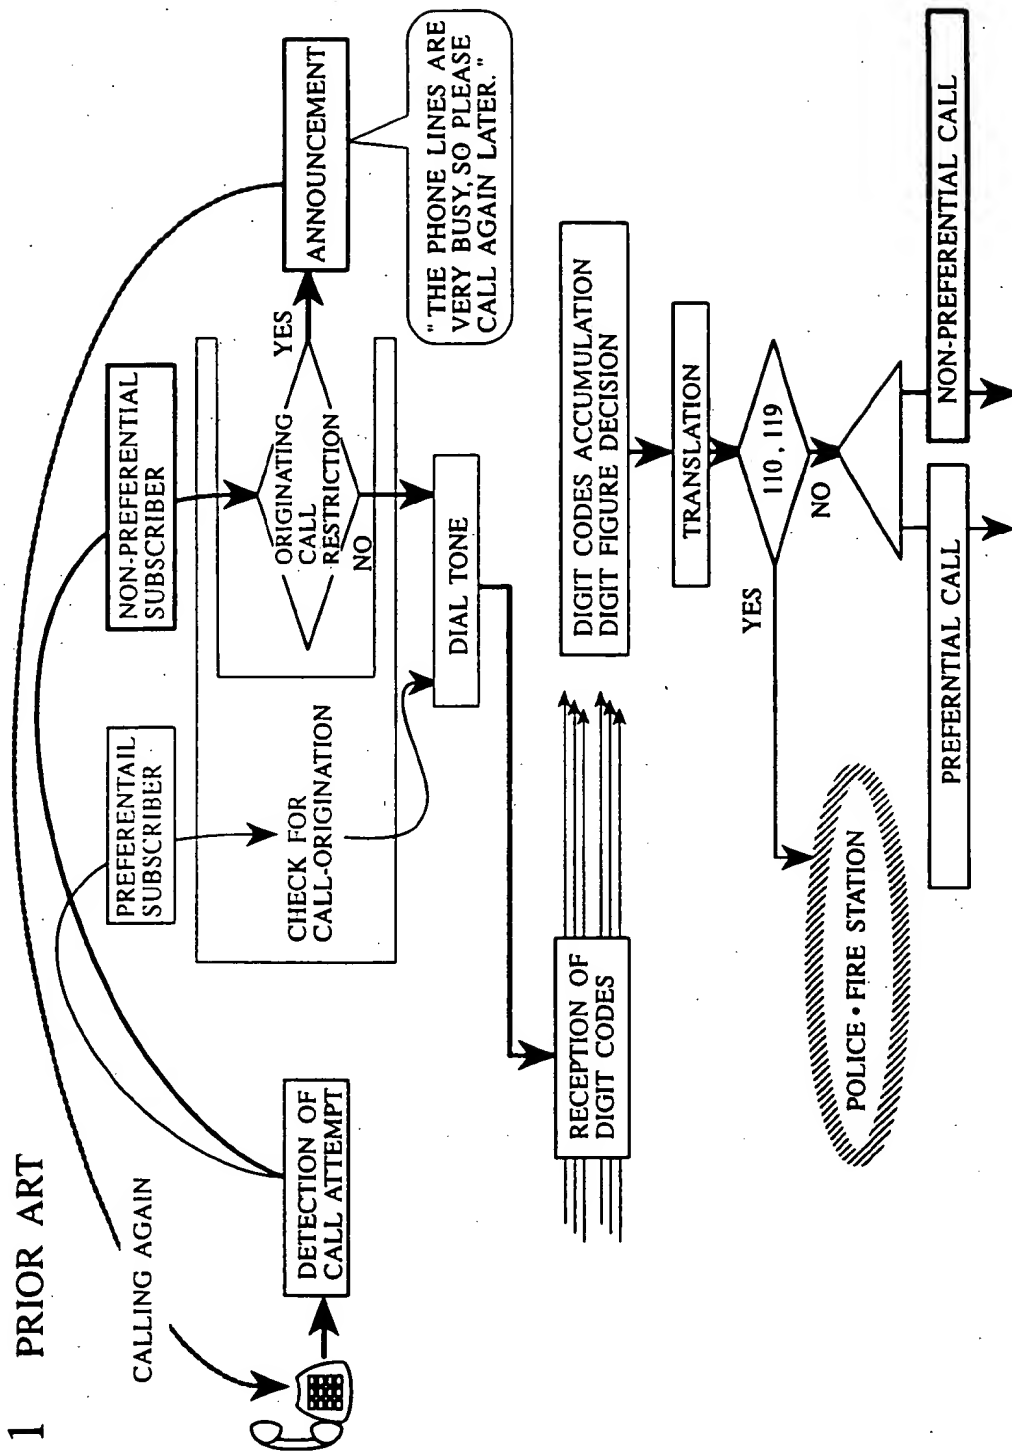 1 PRIOR ART
CALLING AGAIN
DETECTION OF
CALL ATTEMPT
PREFERENTAIL
SUBSCRIBER
NON-PREFERENTIAL
SUBSCRIBER
CHECK FOR
CALL-ORIGINATION
ORIGINATING
CALL
RESTRICTION
YES
NO
ANNOUNCEMENT
"THE PHONE LINES ARE
VERY BUSY, SO PLEASE
CALL AGAIN LATER."
DIAL TONE
RECEPTION OF
DIGIT CODES
DIGIT CODES ACCUMULATION
DIGIT FIGURE DECISION
TRANSLATION
110, 119
YES
NO
POLICE • FIRE STATION
PREFERNTIAL CALL
NON-PREFERENTIAL CALL